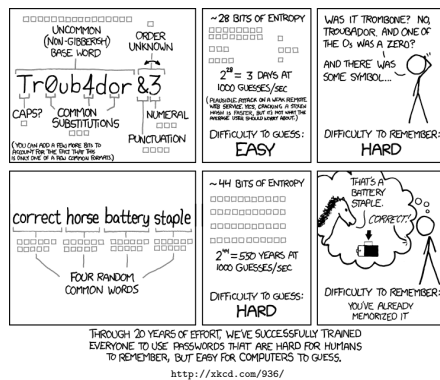 UNCOMMON
(NON-GIBBERISH)
BASE WORD
ORDER
UNKNOWN
Tr0ub4dor &3
CAPS?
COMMON
SUBSTITUTIONS
NUMERAL
PUNCTUATION
(YOU CAN ADD A FEW MORE BITS TO
ACCOUNT FOR THE FACT THAT THIS
IS ONLY ONE OF A FEW COMMON FORMATS.)
~28 BITS OF ENTROPY
2^28 = 3 DAYS AT
1000 GUESSES/SEC
(PLAUSIBLE ATTACK ON A WEAK REMOTE
WEB SERVICE. YES, CRACKING A STOLEN
HASH IS FASTER, BUT IT'S NOT WHAT THE
AVERAGE USER SHOULD WORRY ABOUT.)
DIFFICULTY TO GUESS:
EASY
WAS IT TROMBONE? NO,
TROUBADOR. AND ONE OF
THE Os WAS A ZERO?
AND THERE WAS
SOME SYMBOL...
DIFFICULTY TO REMEMBER:
HARD
correct horse battery staple
FOUR RANDOM
COMMON WORDS
~44 BITS OF ENTROPY
2^44 = 550 YEARS AT
1000 GUESSES/SEC
DIFFICULTY TO GUESS:
HARD
THAT'S A
BATTERY
STAPLE.
CORRECT!
DIFFICULTY TO REMEMBER:
YOU'VE ALREADY
MEMORIZED IT
THROUGH 20 YEARS OF EFFORT, WE'VE SUCCESSFULLY TRAINED
EVERYONE TO USE PASSWORDS THAT ARE HARD FOR HUMANS
TO REMEMBER, BUT EASY FOR COMPUTERS TO GUESS.
http://xkcd.com/936/